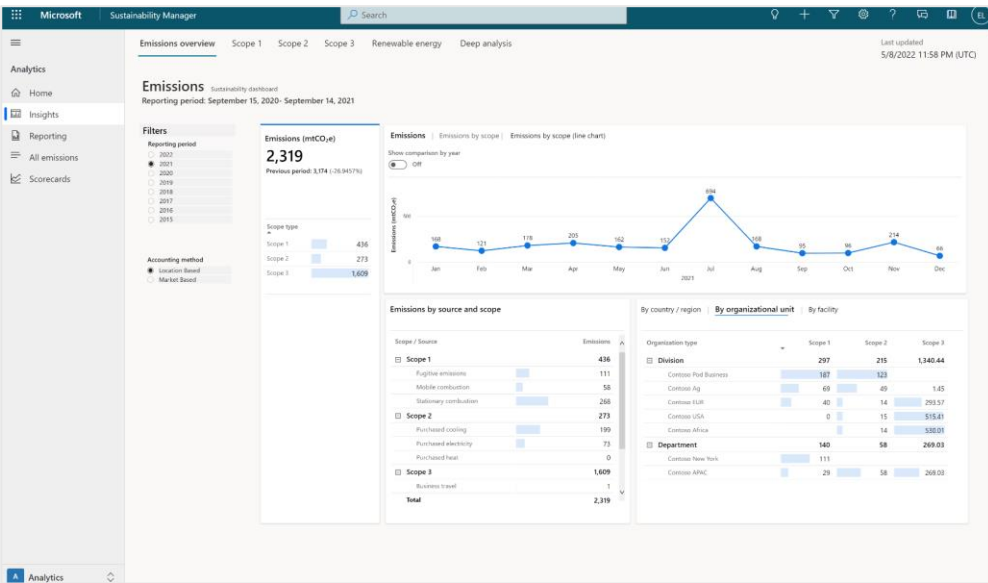 Microsoft Sustainability Manager Search EL
Emissions overview Scope 1 Scope 2 Scope 3 Renewable energy Deep analysis
Last updated
5/8/2022 11:58 PM (UTC)
Analytics
Home
Insights
Reporting
All emissions
Scorecards
Emissions Sustainability dashboard
Reporting period: September 15, 2020- September 14, 2021
Filters
Reporting period
2022
2021
2020
2019
2018
2017
2016
2015
Accounting method
Location Based
Market Based
Emissions (mtCO₂e)
2,319
Previous period: 3,174 (-26.9457%)
Scope type
Scope 1 436
Scope 2 273
Scope 3 1,609
Emissions | Emissions by scope | Emissions by scope (line chart)
Show comparison by year
Off
Emissions (mtCO₂e)
500
0
168 121 178 205 162 152 694 168 95 96 214 66
Jan Feb Mar Apr May Jun Jul Aug Sep Oct Nov Dec
2021
Emissions by source and scope
Scope / Source Emissions
Scope 1 436
Fugitive emissions 111
Mobile combustion 58
Stationary combustion 268
Scope 2 273
Purchased cooling 199
Purchased electricity 73
Purchased heat 0
Scope 3 1,609
Business travel 1
Total 2,319
By country / region | By organizational unit | By facility
Organization type Scope 1 Scope 2 Scope 3
Division 297 215 1,340.44
Contoso Pod Business 187 123
Contoso Ag 69 49 1.45
Contoso EUR 40 14 293.57
Contoso USA 0 15 515.41
Contoso Africa 14 530.01
Department 140 58 269.03
Contoso New York 111
Contoso APAC 29 58 269.03
A Analytics